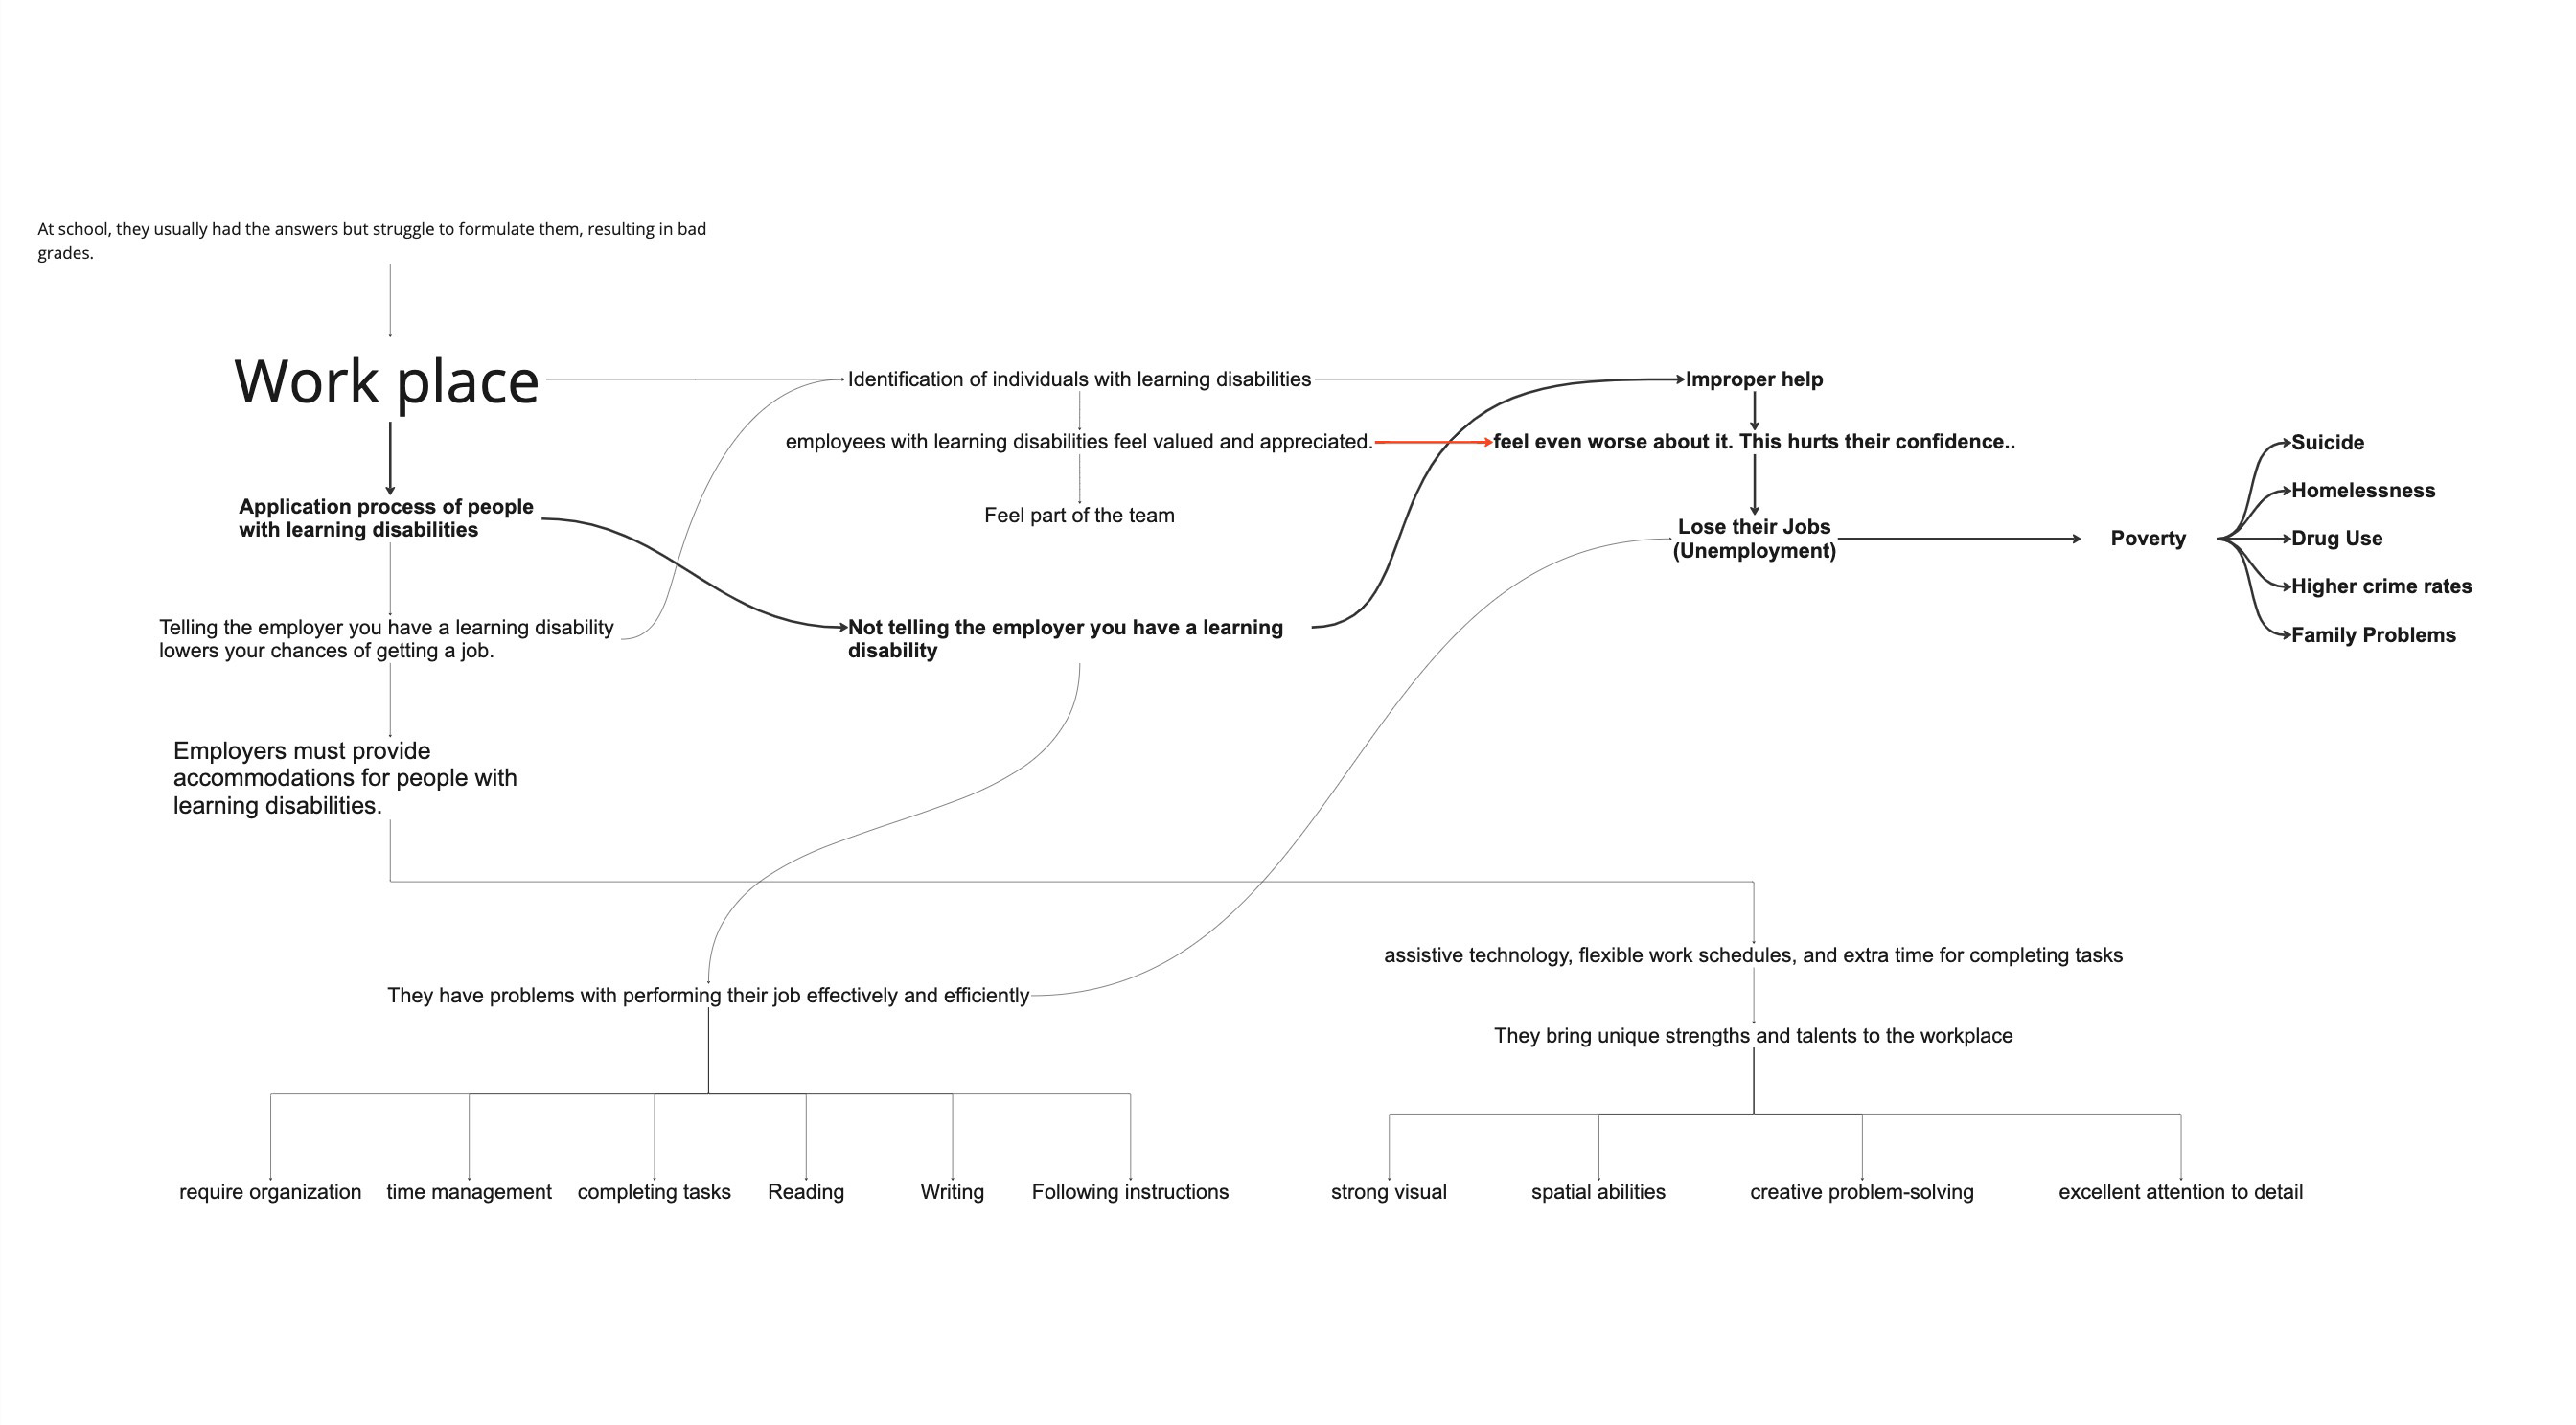 At school, they usually had the answers but struggle to formulate them, resulting in bad
grades.
Work place
Identification of individuals with learning disabilities
Improper help
employees with learning disabilities feel valued and appreciated.
feel even worse about it. This hurts their confidence..
Suicide
Homelessness
Application process of people
with learning disabilities
Feel part of the team
Lose their Jobs
(Unemployment)
Poverty
Drug Use
Higher crime rates
Family Problems
Telling the employer you have a learning disability
lowers your chances of getting a job.
Not telling the employer you have a learning
disability
Employers must provide
accommodations for people with
learning disabilities.
assistive technology, flexible work schedules, and extra time for completing tasks
They have problems with performing their job effectively and efficiently
They bring unique strengths and talents to the workplace
require organization
time management
completing tasks
Reading
Writing
Following instructions
strong visual
spatial abilities
creative problem-solving
excellent attention to detail